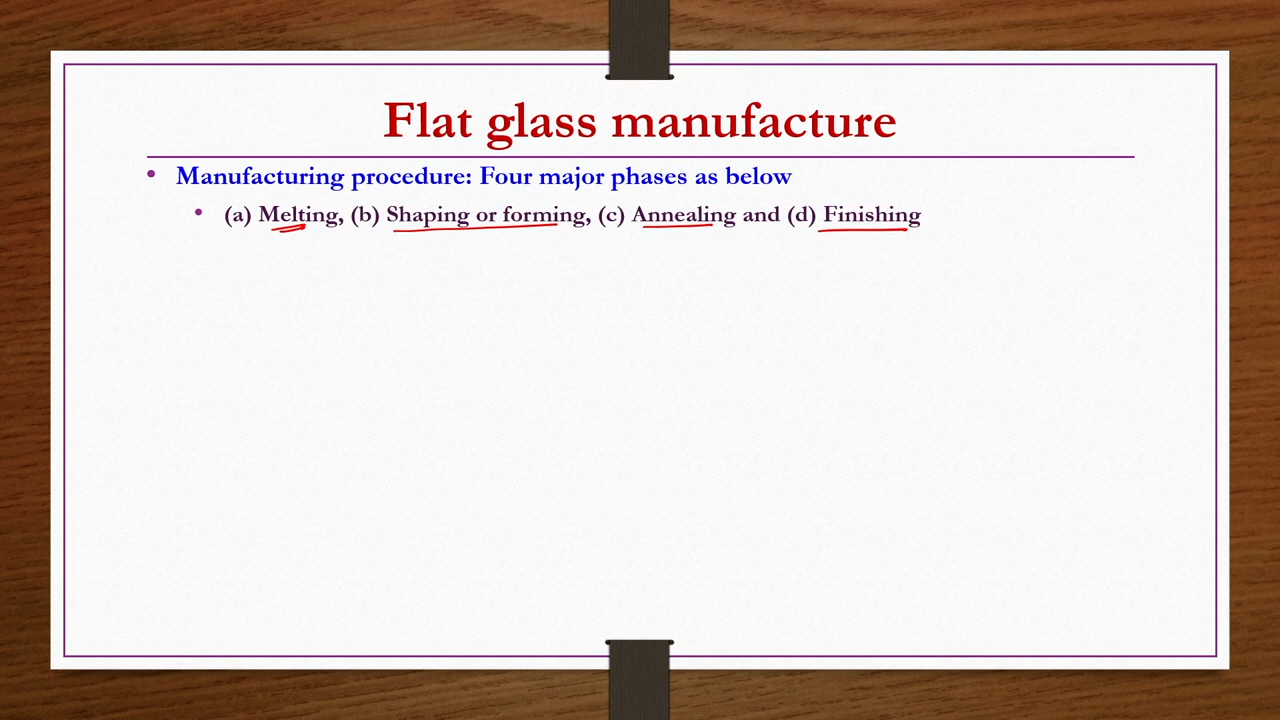 Flat glass manufacture
• Manufacturing procedure: Four major phases as below
• (a) Melting, (b) Shaping or forming, (c) Annealing and (d) Finishing